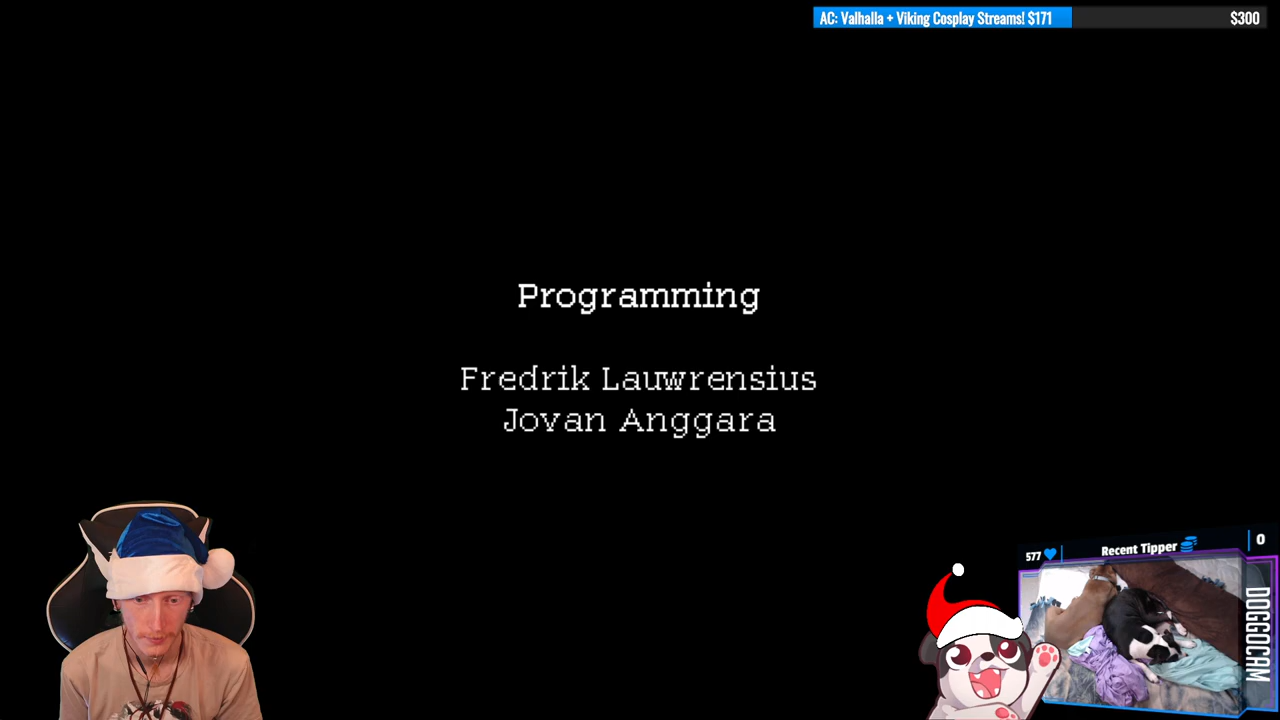 AC: Valhalla + Viking Cosplay Streams! $171
$300
Programming
Fredrik Lauwrensius
Jovan Anggara
577
Recent Tipper
0
DOGGOCAM